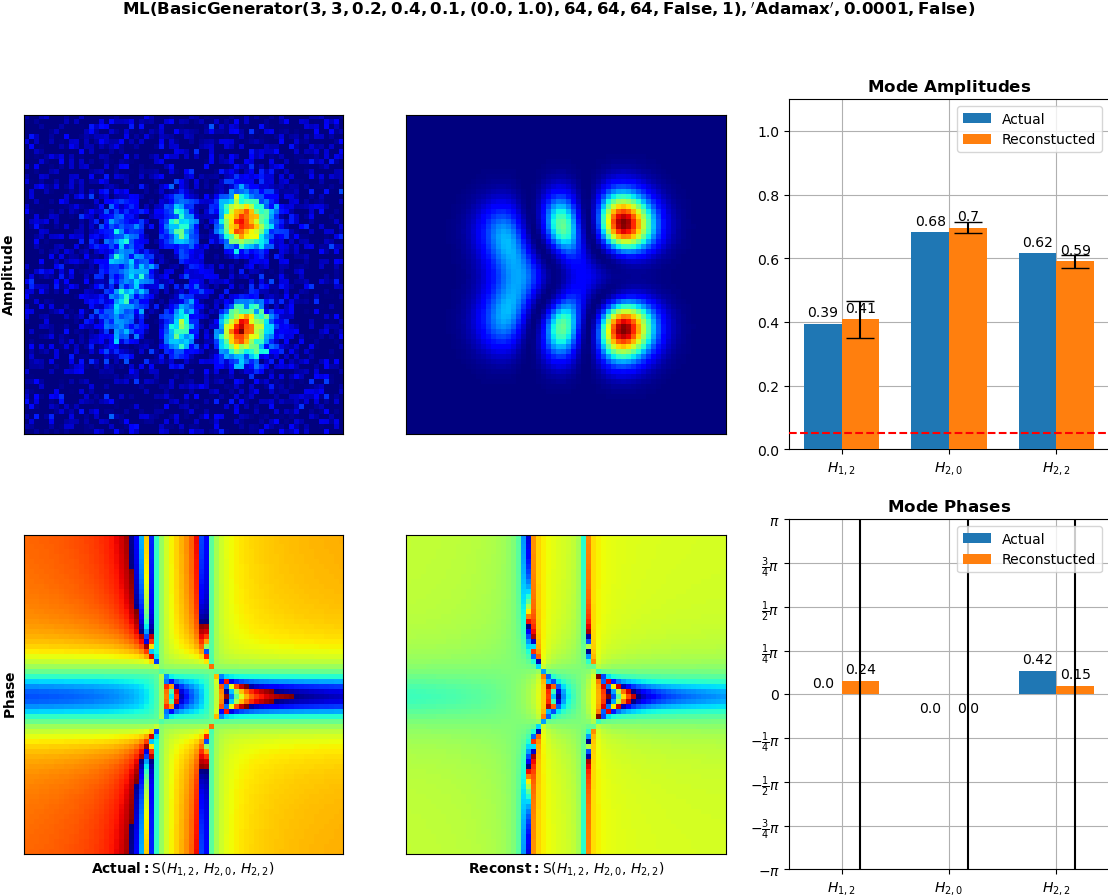 ML(BasicGenerator(3, 3, 0.2, 0.4, 0.1, (0.0, 1.0), 64, 64, 64, False, 1), ′Adamax′, 0.0001, False)
Amplitude
Mode Amplitudes
Actual
Reconstucted
1.0
0.8
0.6
0.4
0.2
0.0
0.39
0.41
0.68
0.7
0.62
0.59
H1,2
H2,0
H2,2
Phase
Actual: S(H1,2, H2,0, H2,2)
Reconst: S(H1,2, H2,0, H2,2)
Mode Phases
Actual
Reconstucted
π
3/4π
1/2π
1/4π
0
−1/4π
−1/2π
−3/4π
−π
0.0
0.24
0.0
0.0
0.42
0.15
H1,2
H2,0
H2,2